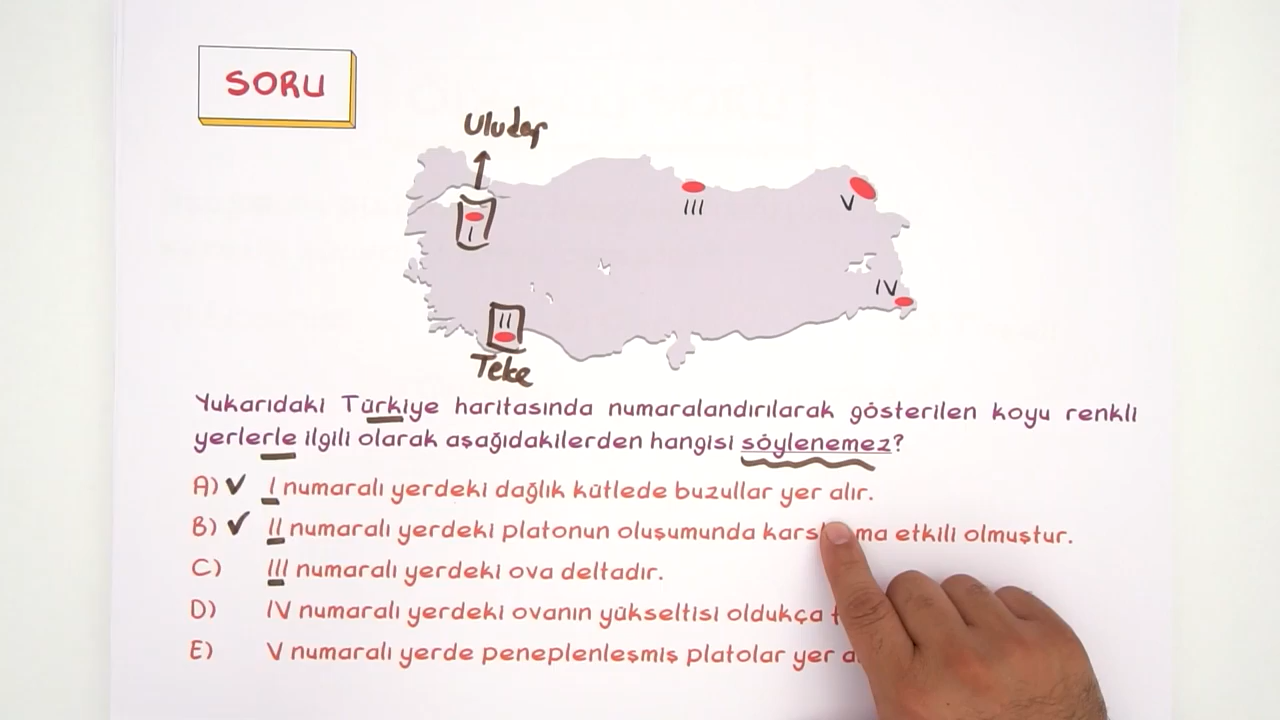 SORU
Uludağ
I
II
III
IV
V
Teke
Yukarıdaki Türkiye haritasında numaralandırılarak gösterilen koyu renkli
yerlerle ilgili olarak aşağıdakilerden hangisi söylenemez?
A) ✓ I numaralı yerdeki dağlık kütlede buzullar yer alır.
B) ✓ II numaralı yerdeki platonun oluşumunda etkili olmuştur.
C) III numaralı yerdeki ova deltadır.
D) IV numaralı yerdeki ovanın yükseltisi oldukça
E) V numaralı yerde peneplenleşmiş platolar yer